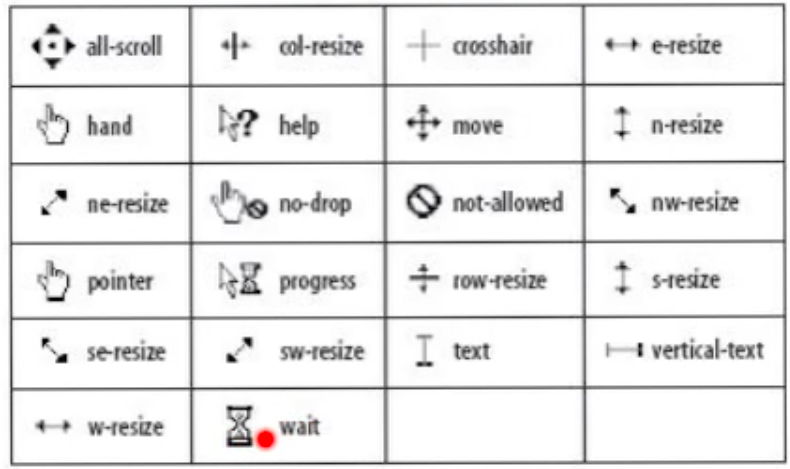 all-scroll col-resize crosshair e-resize
hand help move n-resize
ne-resize no-drop not-allowed nw-resize
pointer progress row-resize s-resize
se-resize sw-resize text vertical-text
w-resize wait